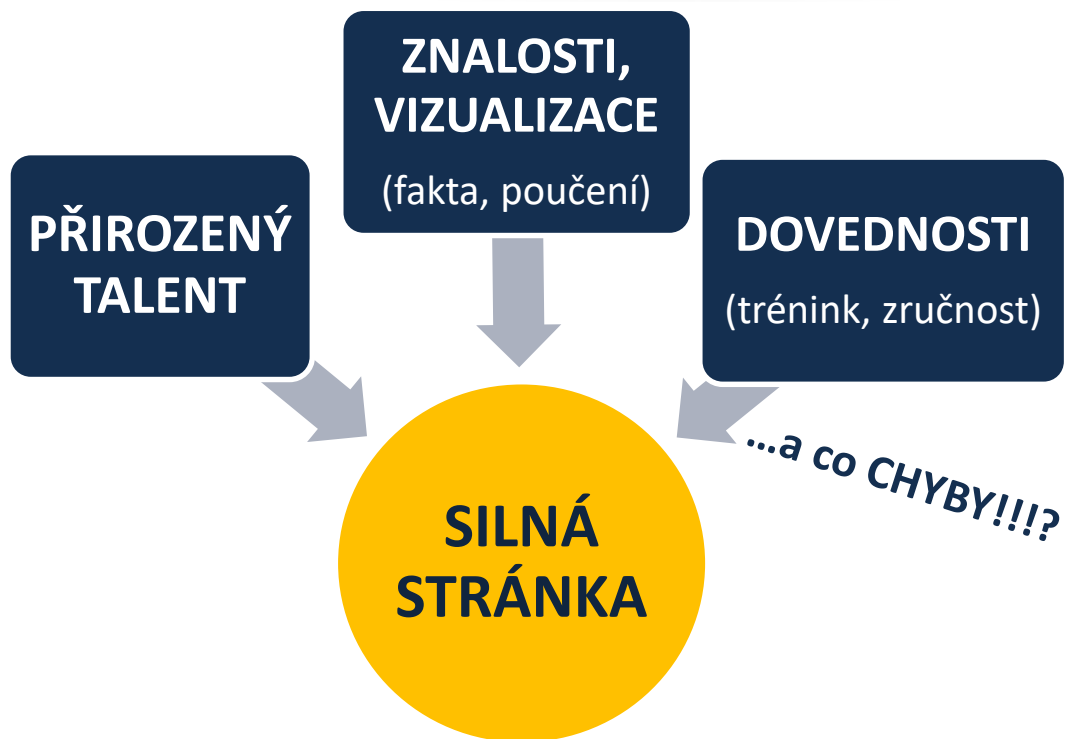 PŘIROZENÝ
TALENT
ZNALOSTI,
VIZUALIZACE
(fakta, poučení)
DOVEDNOSTI
(trénink, zručnost)
...a co CHYBY!!!?
SILNÁ
STRÁNKA